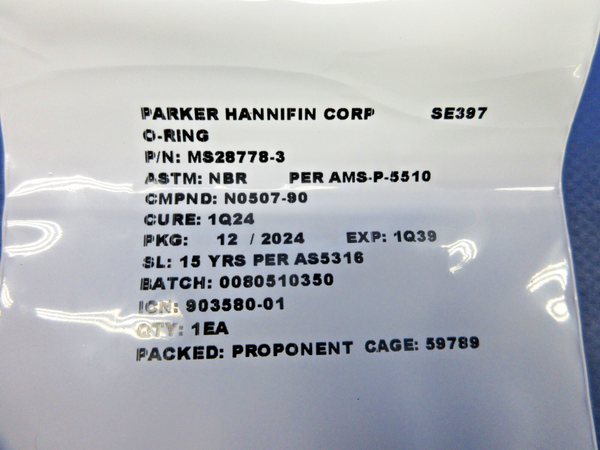 PARKER HANNIFIN CORP SE397
O-RING
P/N: MS28778-3
ASTM: NBR PER AMS-P-5510
CMPND: N0507-90
CURE: 1Q24
PKG: 12 / 2024 EXP: 1Q39
SL: 15 YRS PER AS5316
BATCH: 0080510350
ICN: 903580-01
QTY: 1EA
PACKED: PROPONENT CAGE: 59789